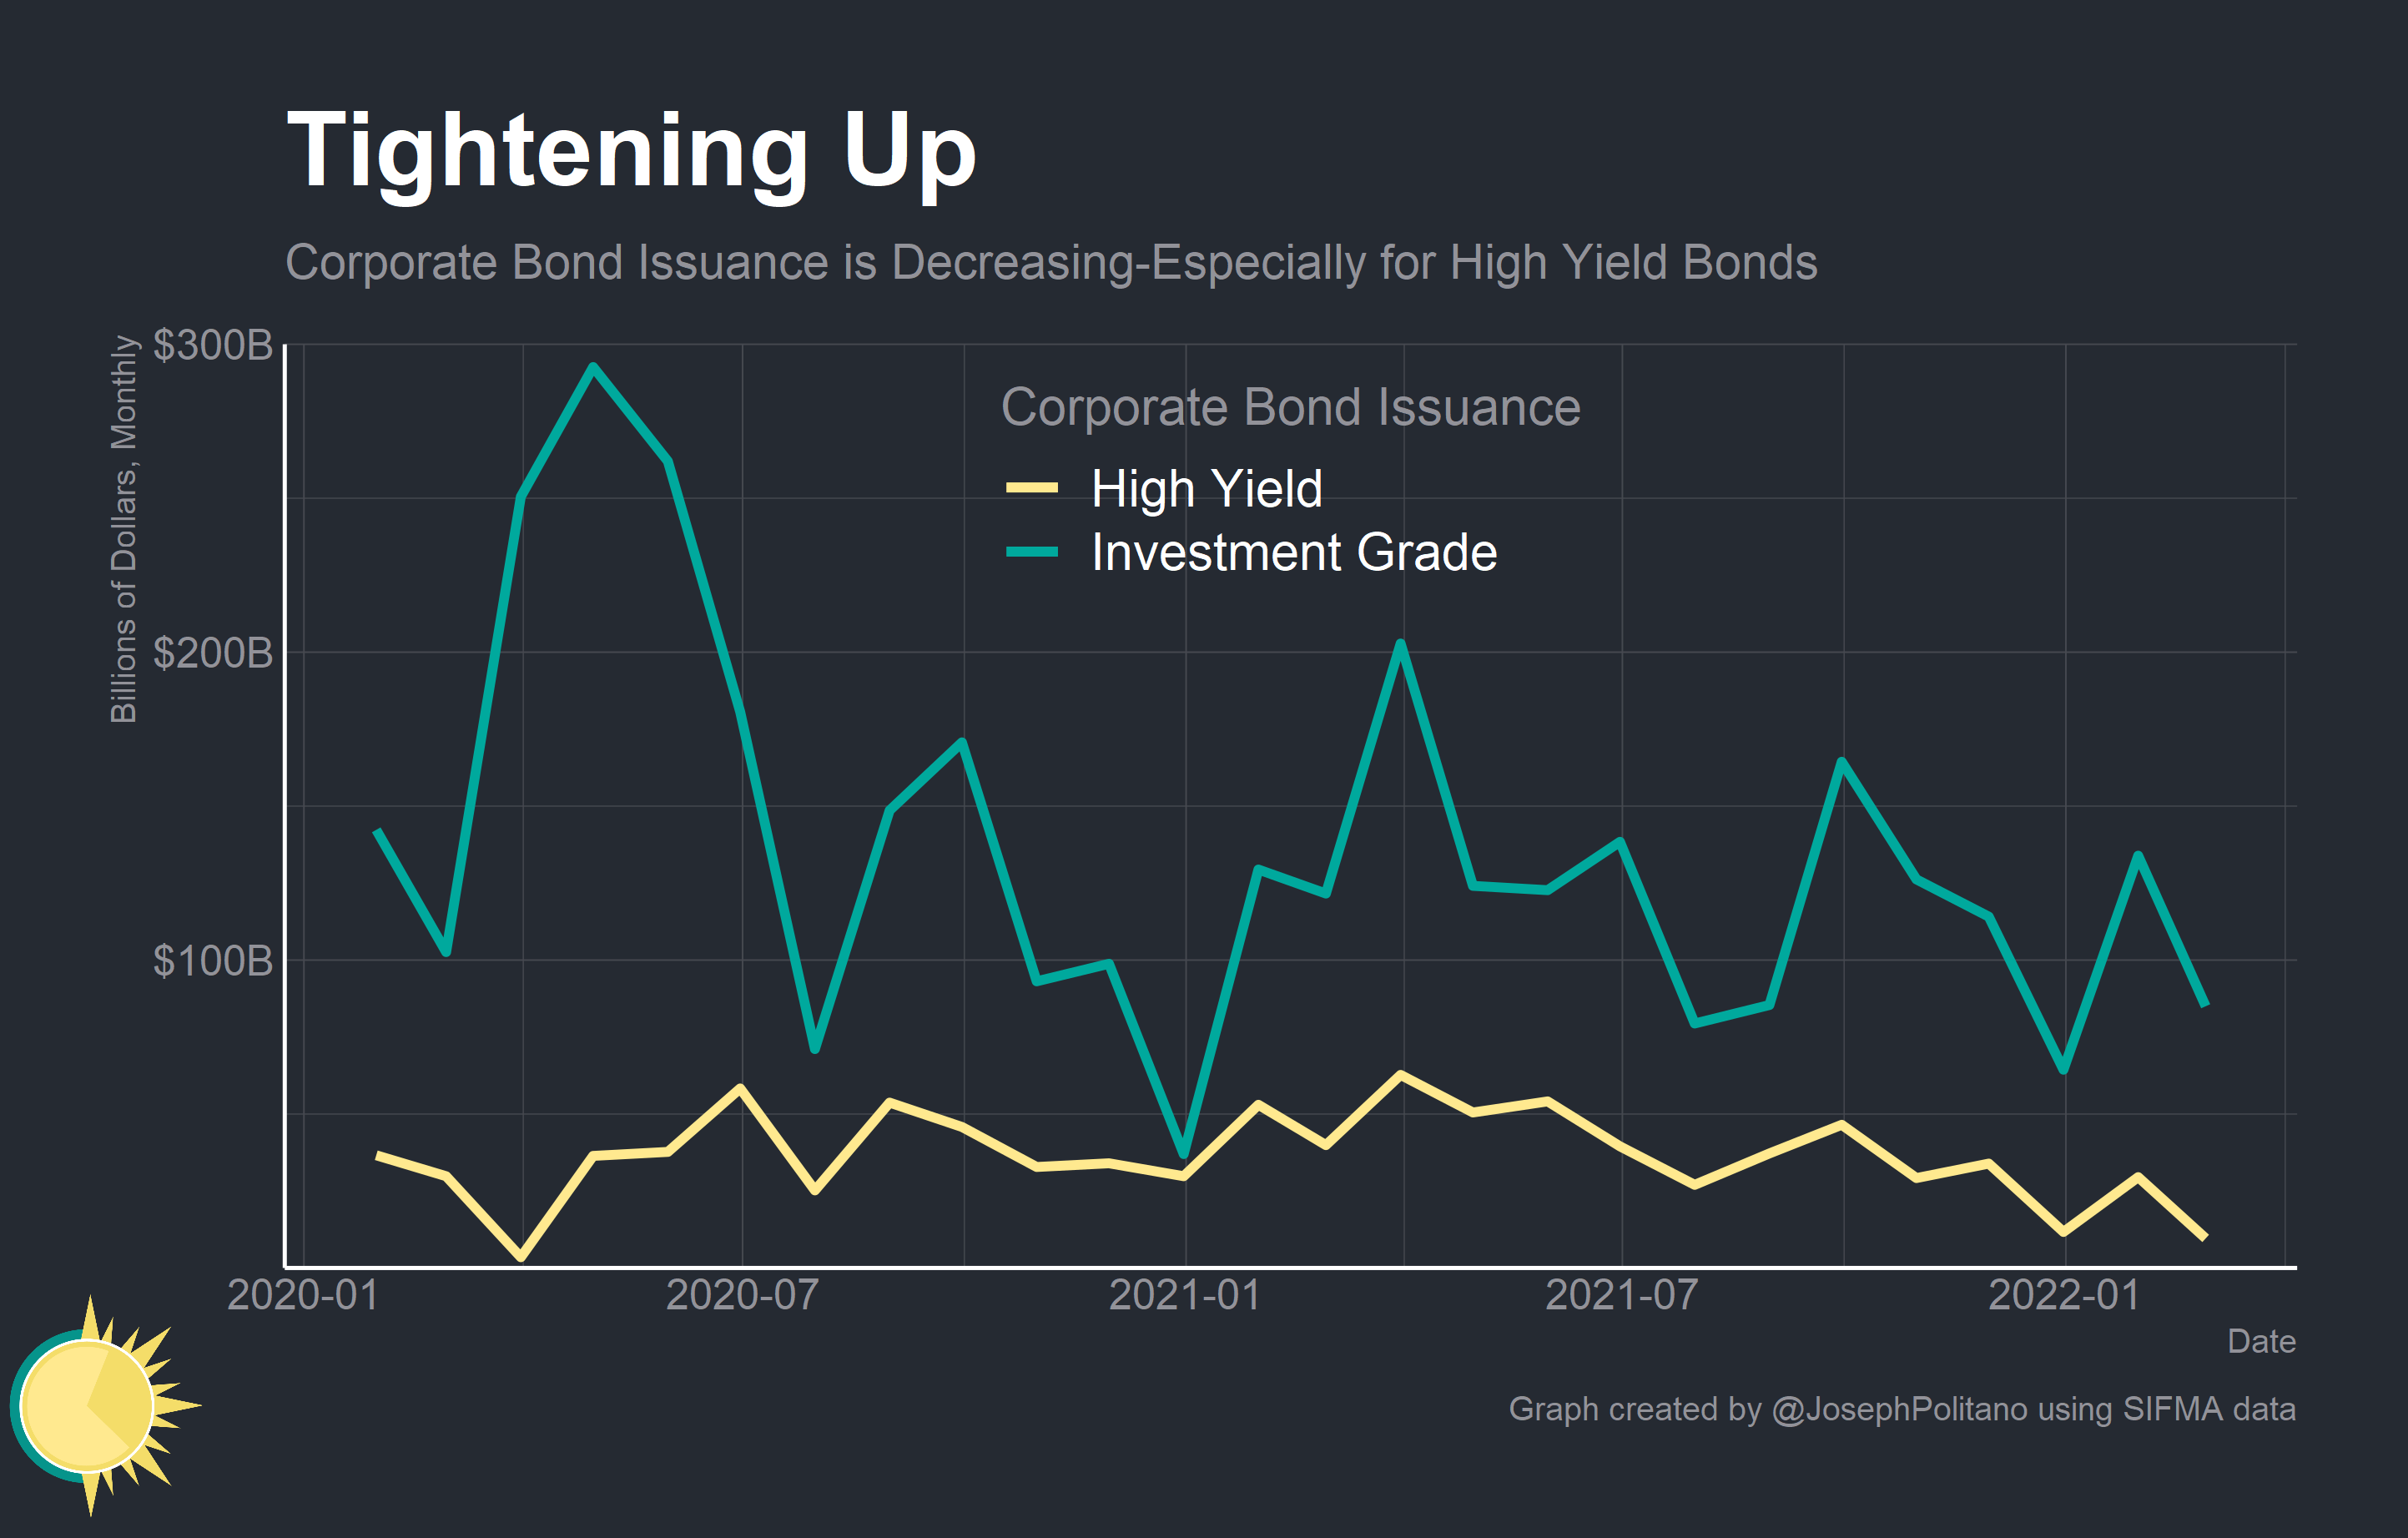 Tightening Up
Corporate Bond Issuance is Decreasing-Especially for High Yield Bonds
Billions of Dollars, Monthly
$300B
$200B
$100B
Corporate Bond Issuance
High Yield
Investment Grade
2020-01
2020-07
2021-01
2021-07
2022-01
Date
Graph created by @JosephPolitano using SIFMA data